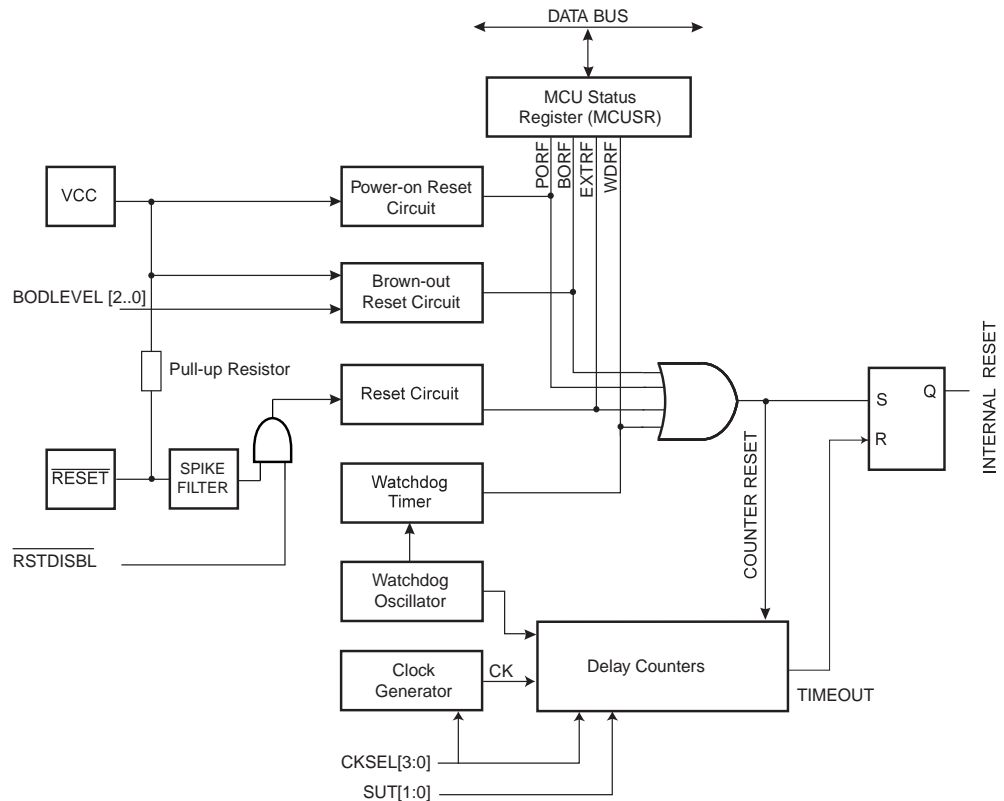 DATA BUS
MCU Status
Register (MCUSR)
PORF
BORF
EXTRF
WDRF
VCC
Power-on Reset
Circuit
Brown-out
Reset Circuit
BODLEVEL [2..0]
Pull-up Resistor
Reset Circuit
S
Q
R
INTERNAL RESET
RESET
SPIKE
FILTER
Watchdog
Timer
COUNTER RESET
RSTDISBL
Watchdog
Oscillator
Clock
Generator
CK
Delay Counters
TIMEOUT
CKSEL[3:0]
SUT[1:0]